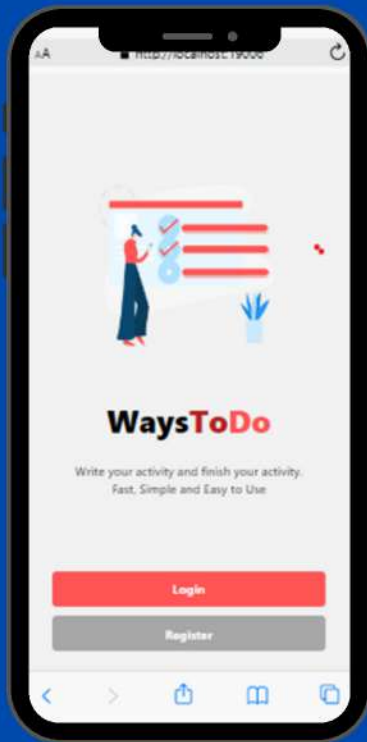 AA
WaysToDo
Write your activity and finish your activity.
Fast, Simple and Easy to Use
Login
Register